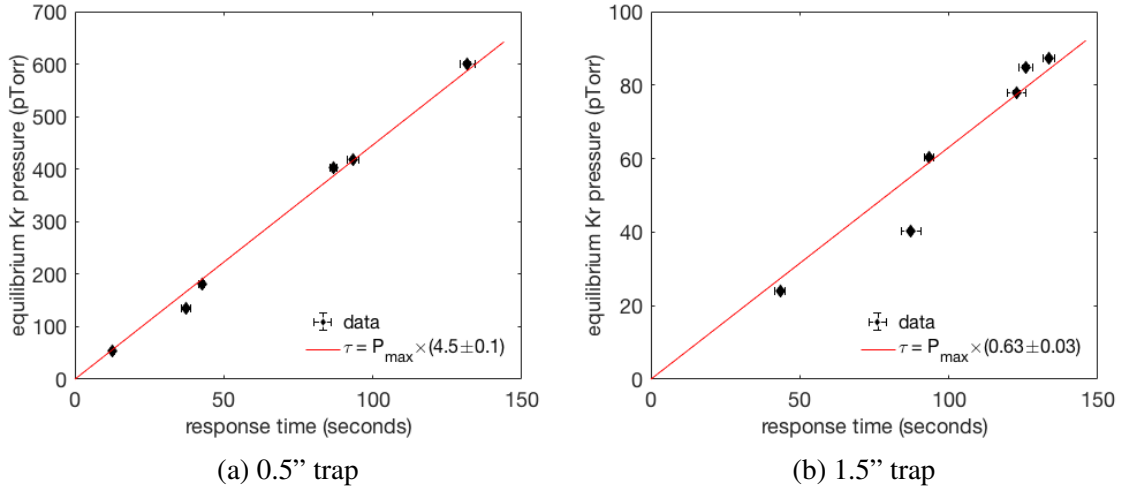 700
600
500
400
300
200
100
0
equilibrium Kr pressure (pTorr)
data
τ = P_max × (4.5 ± 0.1)
0 50 100 150
response time (seconds)
(a) 0.5” trap
100
80
60
40
20
0
equilibrium Kr pressure (pTorr)
data
τ = P_max × (0.63 ± 0.03)
0 50 100 150
response time (seconds)
(b) 1.5” trap